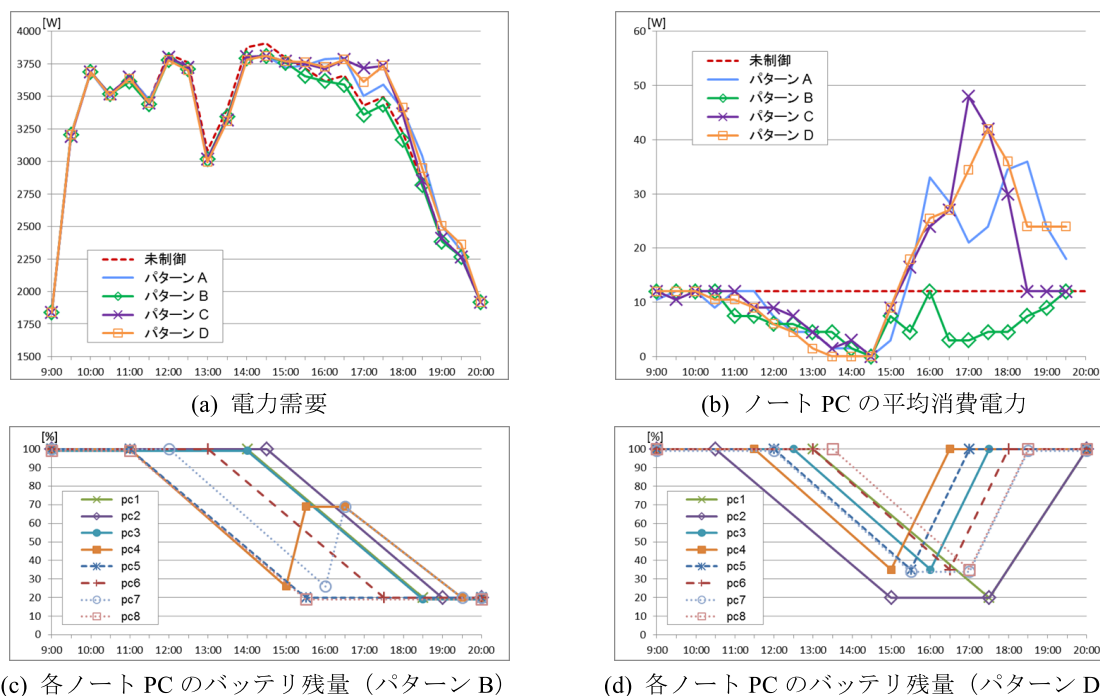 [W]
4000
3750
3500
3250
3000
2750
2500
2250
2000
1750
1500
未制御
パターン A
パターン B
パターン C
パターン D
9:00 10:00 11:00 12:00 13:00 14:00 15:00 16:00 17:00 18:00 19:00 20:00
(a) 電力需要
[W]
60
50
40
30
20
10
0
未制御
パターン A
パターン B
パターン C
パターン D
9:00 10:00 11:00 12:00 13:00 14:00 15:00 16:00 17:00 18:00 19:00 20:00
(b) ノート PC の平均消費電力
[%]
100
90
80
70
60
50
40
30
20
10
0
pc1
pc2
pc3
pc4
pc5
pc6
pc7
pc8
9:00 10:00 11:00 12:00 13:00 14:00 15:00 16:00 17:00 18:00 19:00 20:00
(c) 各ノート PC のバッテリ残量（パターン B）
[%]
100
90
80
70
60
50
40
30
20
10
0
pc1
pc2
pc3
pc4
pc5
pc6
pc7
pc8
9:00 10:00 11:00 12:00 13:00 14:00 15:00 16:00 17:00 18:00 19:00 20:00
(d) 各ノート PC のバッテリ残量（パターン D